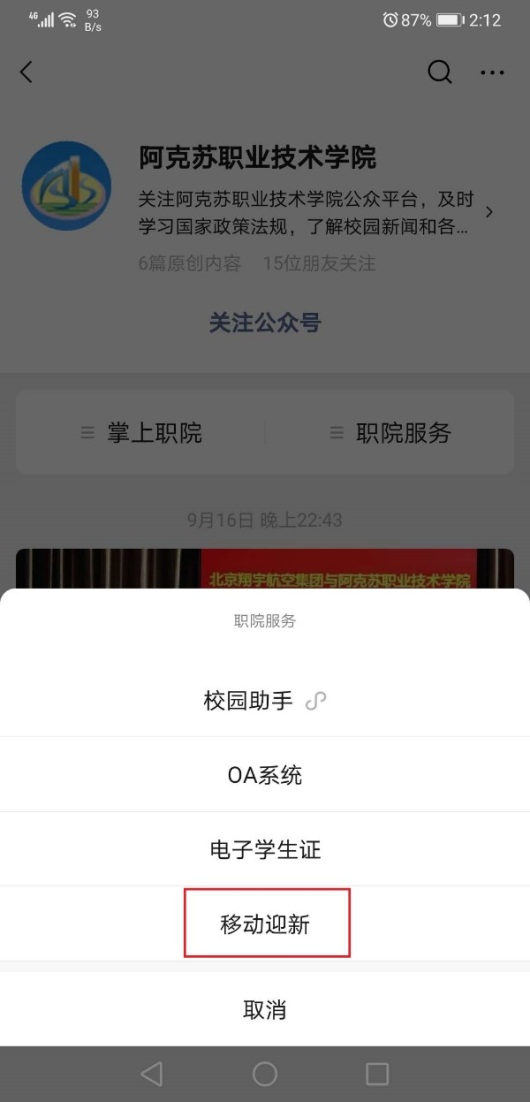 4G 93 B/s 87% 2:12
阿克苏职业技术学院
关注阿克苏职业技术学院公众平台，及时
学习国家政策法规，了解校园新闻和各...
6篇原创内容 15位朋友关注
关注公众号
掌上职院 职院服务
9月16日 晚上22:43
北京翔宇航空集团与阿克苏职业技术学院
职院服务
校园助手
OA系统
电子学生证
移动迎新
取消